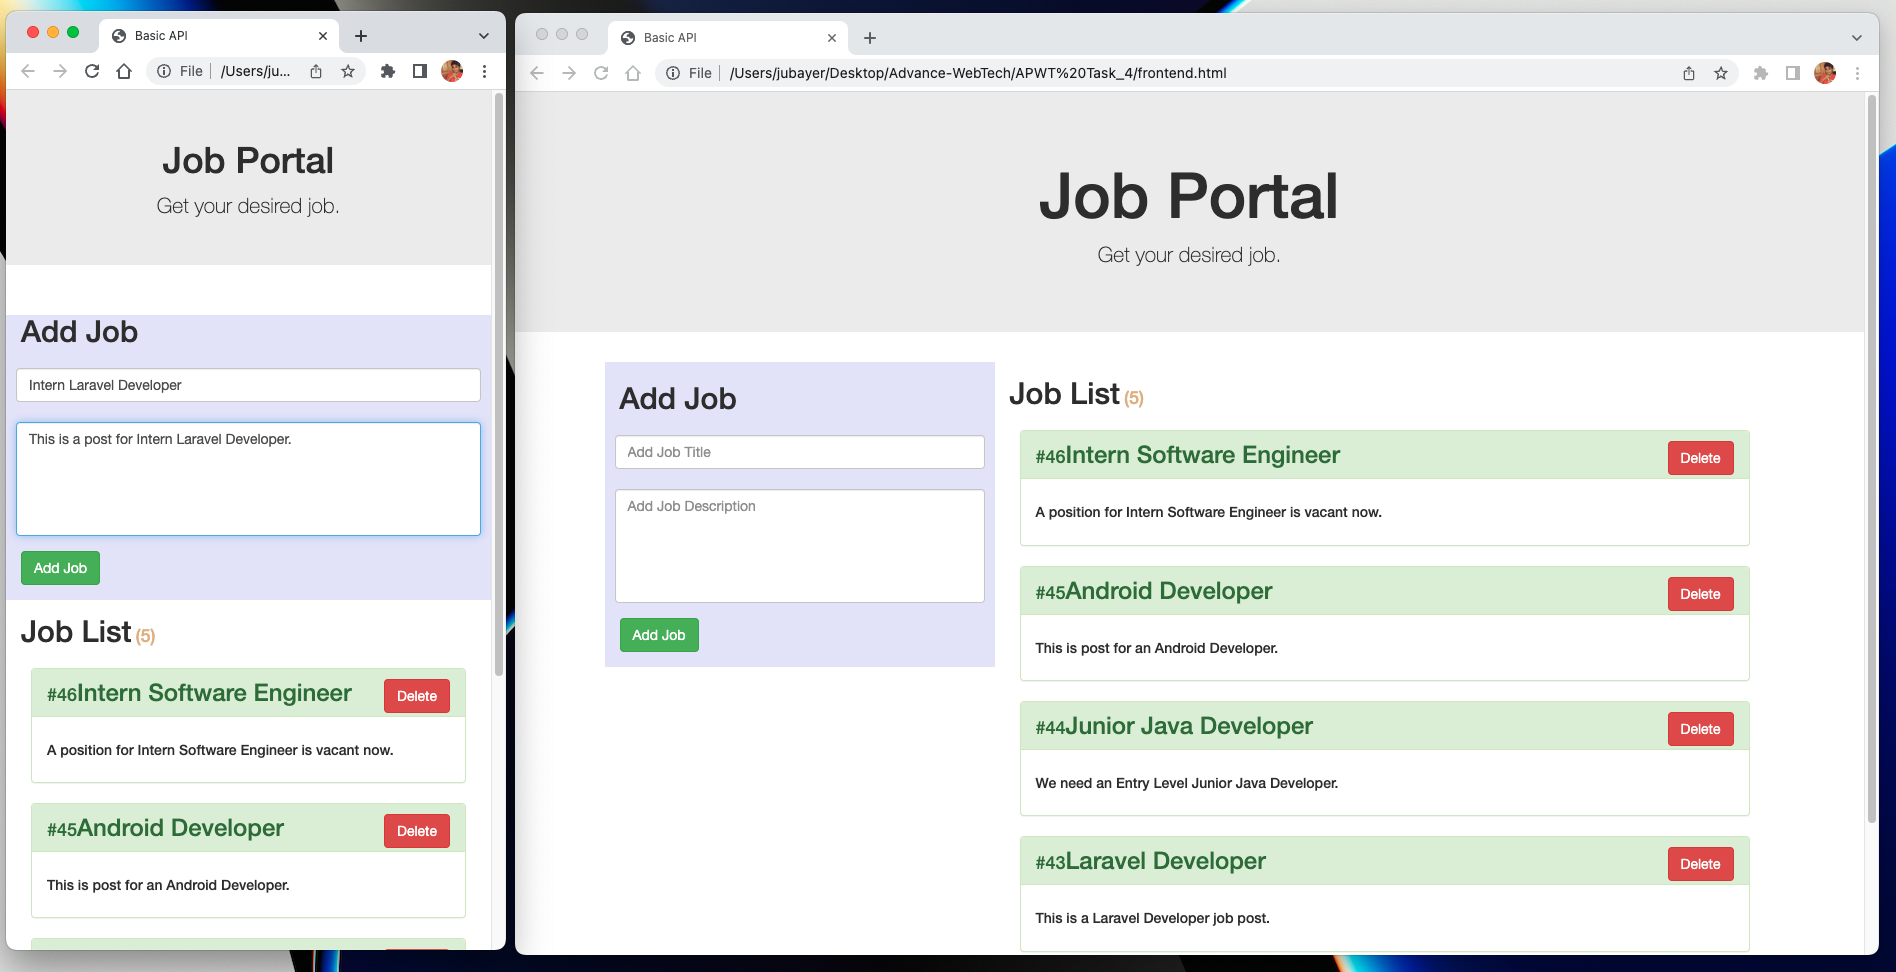 Basic API
File
/Users/ju...
Job Portal
Get your desired job.
Add Job
Intern Laravel Developer
This is a post for Intern Laravel Developer.
Add Job
Job List (5)
#46Intern Software Engineer
Delete
A position for Intern Software Engineer is vacant now.
#45Android Developer
Delete
This is post for an Android Developer.
Basic API
File
/Users/jubayer/Desktop/Advance-WebTech/APWT%20Task_4/frontend.html
Job Portal
Get your desired job.
Add Job
Add Job Title
Add Job Description
Add Job
Job List (5)
#46Intern Software Engineer
Delete
A position for Intern Software Engineer is vacant now.
#45Android Developer
Delete
This is post for an Android Developer.
#44Junior Java Developer
Delete
We need an Entry Level Junior Java Developer.
#43Laravel Developer
Delete
This is a Laravel Developer job post.